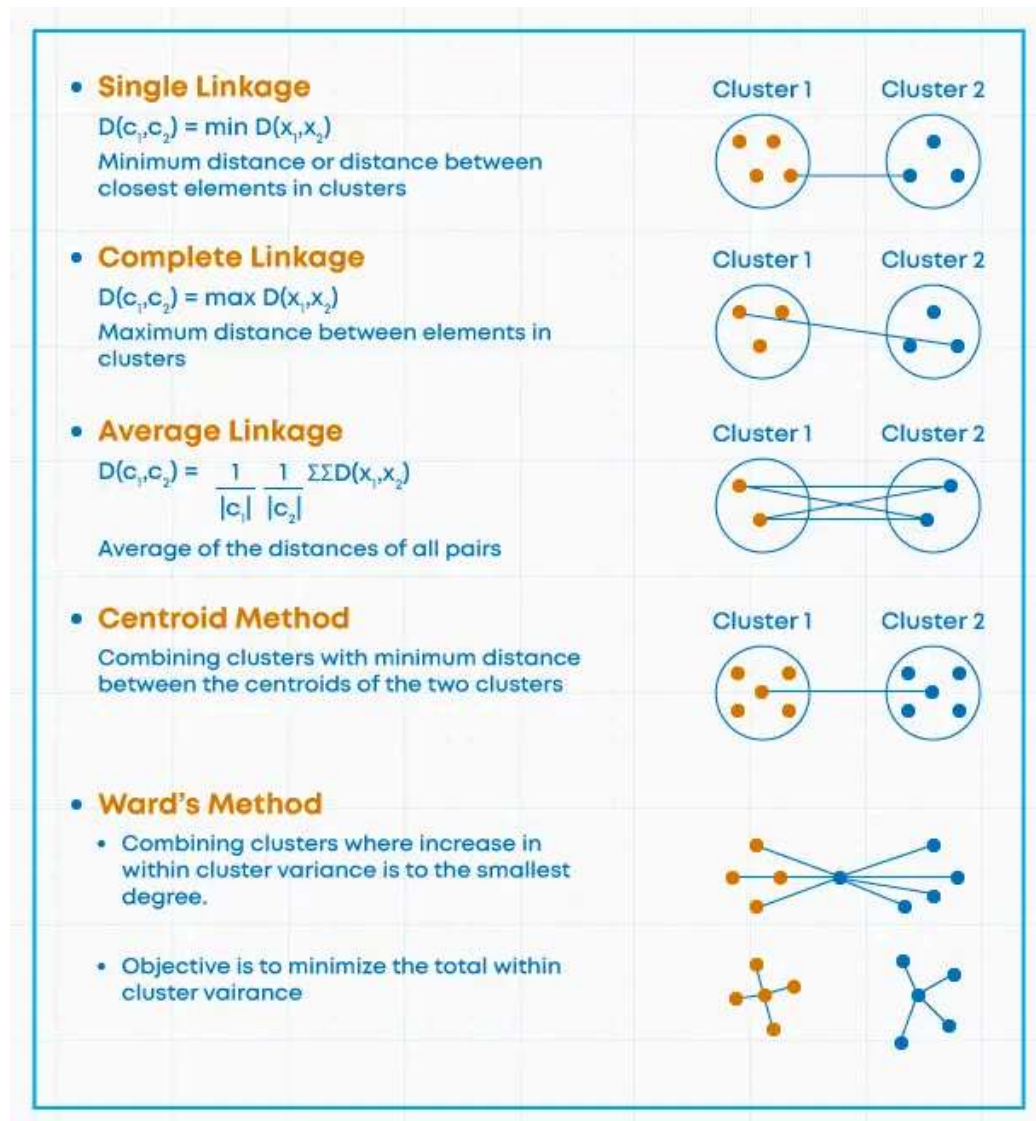 • Single Linkage
Cluster 1 Cluster 2
D(c₁,c₂) = min D(x₁,x₂)
Minimum distance or distance between
closest elements in clusters
• Complete Linkage
Cluster 1 Cluster 2
D(c₁,c₂) = max D(x₁,x₂)
Maximum distance between elements in
clusters
• Average Linkage
Cluster 1 Cluster 2
D(c₁,c₂) = 1/|c₁| 1/|c₂| ΣΣD(x₁,x₂)
Average of the distances of all pairs
• Centroid Method
Cluster 1 Cluster 2
Combining clusters with minimum distance
between the centroids of the two clusters
• Ward's Method
• Combining clusters where increase in
within cluster variance is to the smallest
degree.
• Objective is to minimize the total within
cluster vairance